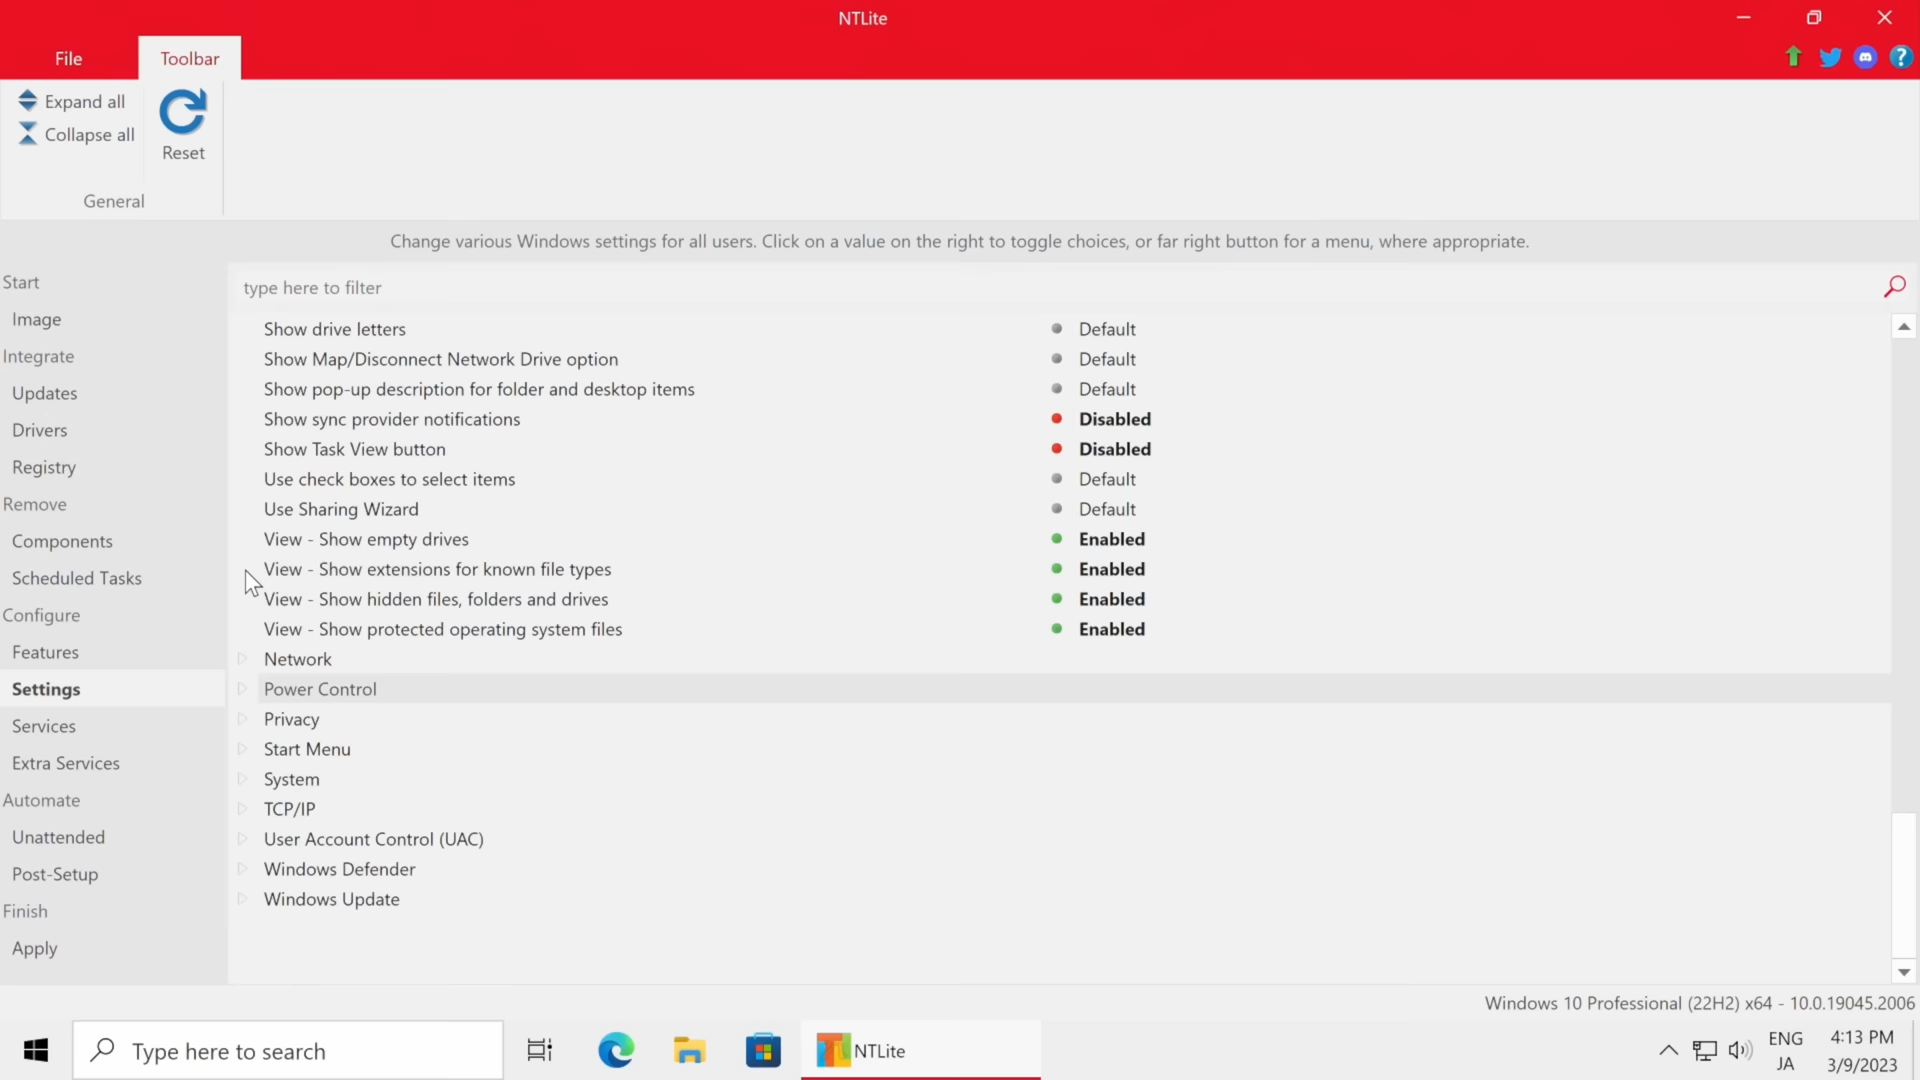 NTLite
File
Toolbar
Expand all
Collapse all
Reset
General
Change various Windows settings for all users. Click on a value on the right to toggle choices, or far right button for a menu, where appropriate.
Start
Image
Integrate
Updates
Drivers
Registry
Remove
Components
Scheduled Tasks
Configure
Features
Settings
Services
Extra Services
Automate
Unattended
Post-Setup
Finish
Apply
type here to filter
Show drive letters Default
Show Map/Disconnect Network Drive option Default
Show pop-up description for folder and desktop items Default
Show sync provider notifications Disabled
Show Task View button Disabled
Use check boxes to select items Default
Use Sharing Wizard Default
View - Show empty drives Enabled
View - Show extensions for known file types Enabled
View - Show hidden files, folders and drives Enabled
View - Show protected operating system files Enabled
Network
Power Control
Privacy
Start Menu
System
TCP/IP
User Account Control (UAC)
Windows Defender
Windows Update
Windows 10 Professional (22H2) x64 - 10.0.19045.2006
Type here to search
NTLite
ENG
JA
4:13 PM
3/9/2023